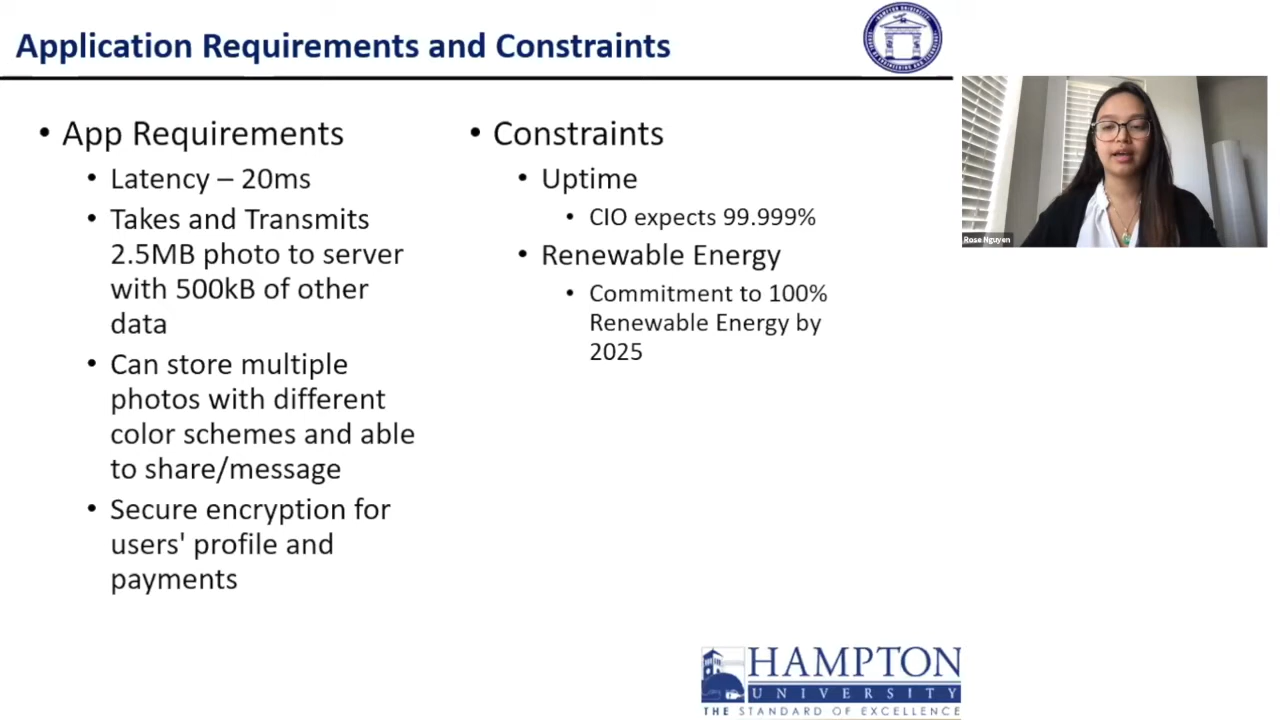 Application Requirements and Constraints
• App Requirements
• Latency – 20ms
• Takes and Transmits
2.5MB photo to server
with 500kB of other
data
• Can store multiple
photos with different
color schemes and able
to share/message
• Secure encryption for
users' profile and
payments
• Constraints
• Uptime
• CIO expects 99.999%
• Renewable Energy
• Commitment to 100%
Renewable Energy by
2025
Rose Nguyen
HAMPTON
UNIVERSITY
THE STANDARD OF EXCELLENCE